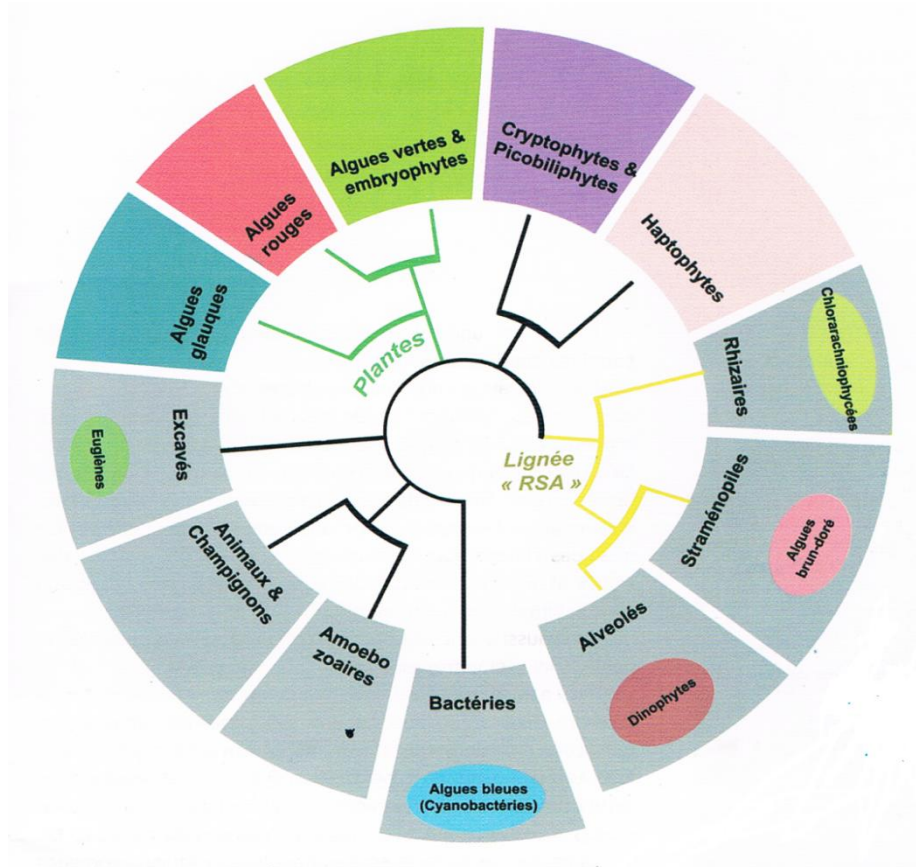 Algues vertes &
embryophytes
Cryptophytes &
Picobiliphytes
Haptophytes
Chlorarachniophycées
Rhizaires
Straménopiles
Algues
brun-doré
Alveolés
Dinophytes
Bactéries
Algues bleues
(Cyanobactéries)
Amoebo
zoaires
Animaux &
Champignons
Excavés
Euglènes
Algues
glauques
Algues
rouges
Plantes
Lignée
« RSA »